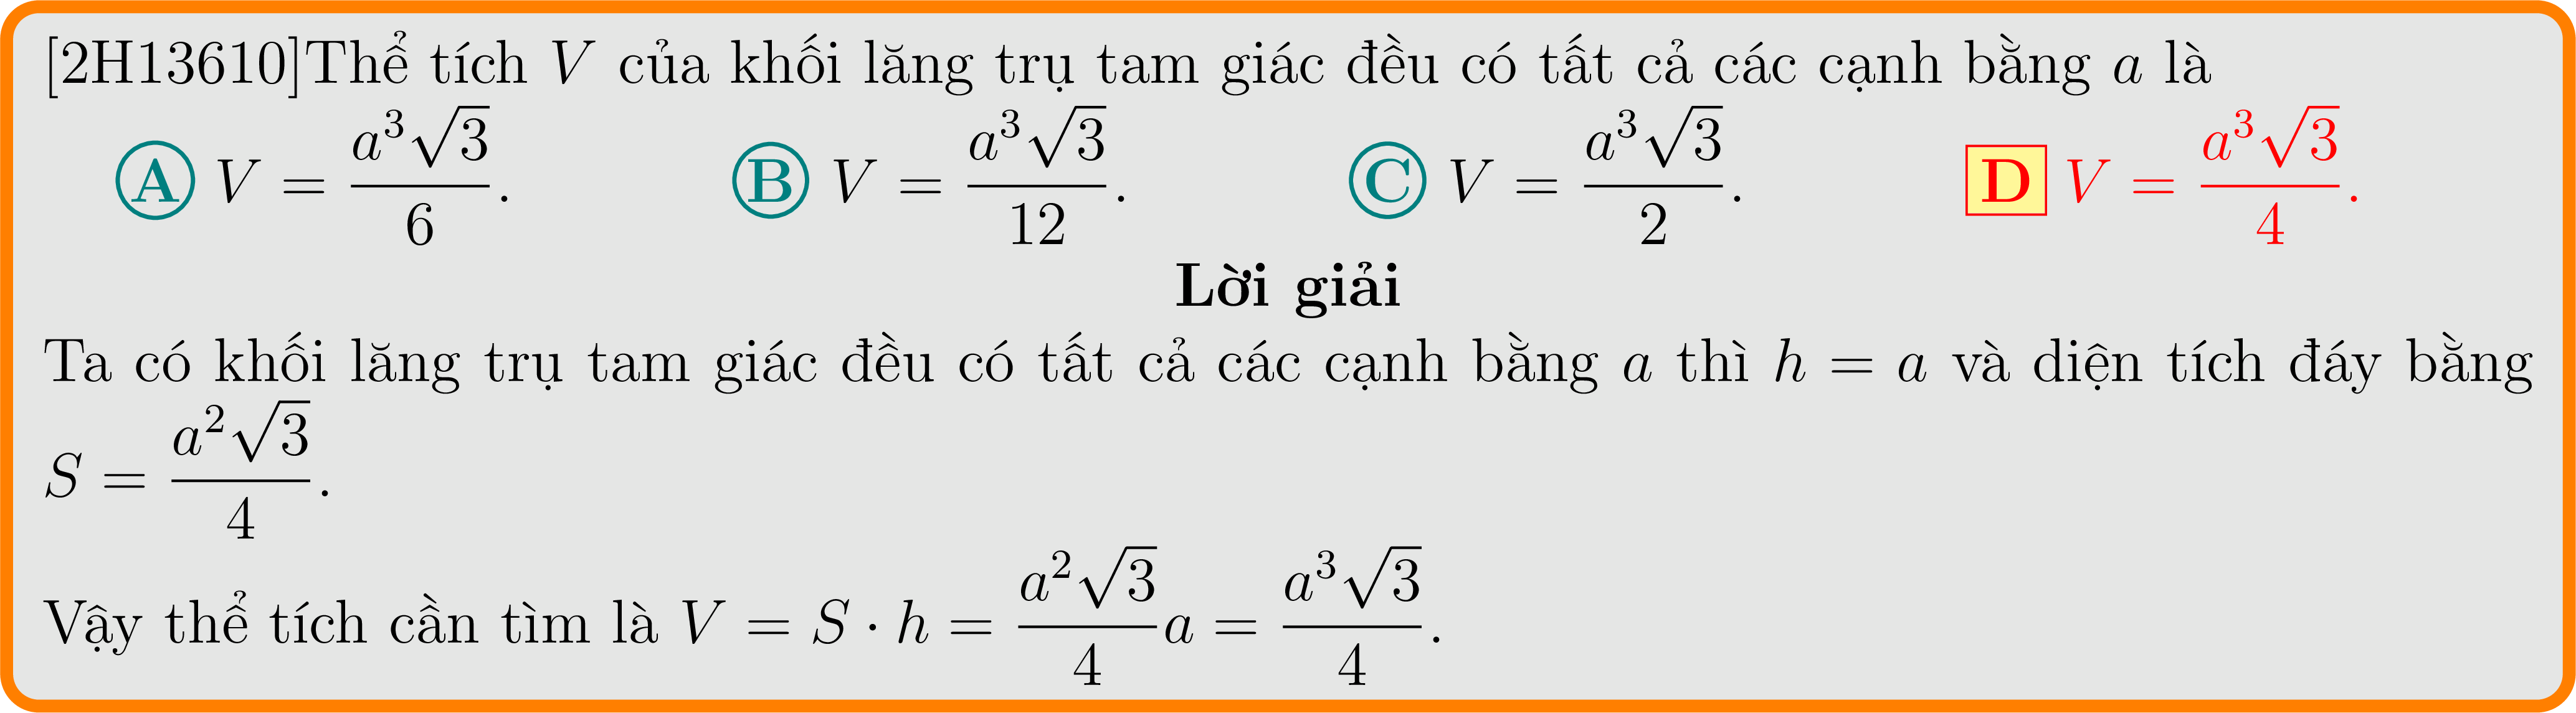 [2H13610]Thể tích V của khối lăng trụ tam giác đều có tất cả các cạnh bằng a là
A V = \frac{a^3\sqrt{3}}{6}. B V = \frac{a^3\sqrt{3}}{12}. C V = \frac{a^3\sqrt{3}}{2}. D V = \frac{a^3\sqrt{3}}{4}.
Lời giải
Ta có khối lăng trụ tam giác đều có tất cả các cạnh bằng a thì h = a và diện tích đáy bằng
S = \frac{a^2\sqrt{3}}{4}.
Vậy thể tích cần tìm là V = S · h = \frac{a^2\sqrt{3}}{4}a = \frac{a^3\sqrt{3}}{4}.